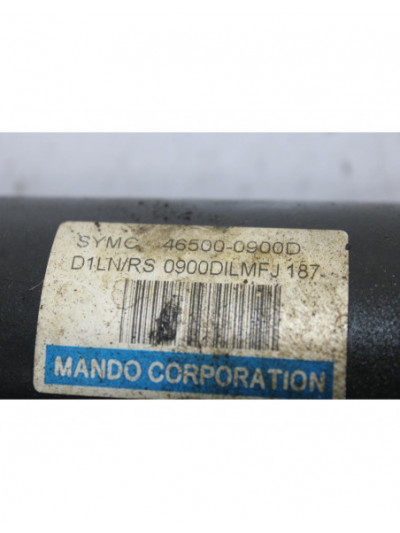 SYMC 46500-0900D
D1LN/RS 0900DILMFJ 187-
MANDO CORPORATION